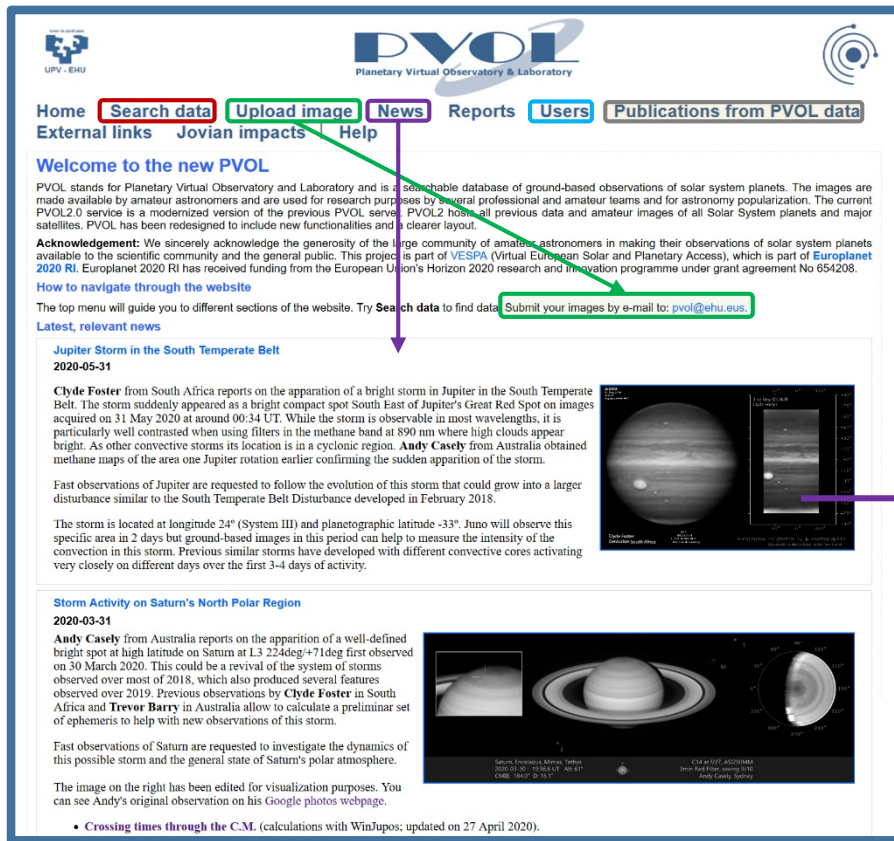 UPV - EHU
PVOL
Planetary Virtual Observatory & Laboratory
Home Search data Upload image News Reports Users Publications from PVOL data
External links Jovian impacts Help
Welcome to the new PVOL
PVOL stands for Planetary Virtual Observatory and Laboratory and is a searchable database of ground-based observations of solar system planets. The images are
made available by amateur astronomers and are used for research purposes by several professional and amateur teams and for astronomy popularization. The current
PVOL2.0 service is a modernized version of the previous PVOL server. PVOL2 hosts all previous data and amateur images of all Solar System planets and major
satellites. PVOL has been redesigned to include new functionalities and a clearer layout.
Acknowledgement: We sincerely acknowledge the generosity of the large community of amateur astronomers in making their observations of solar system planets
available to the scientific community and the general public. This project is part of VESPA (Virtual European Solar and Planetary Access), which is part of Europlanet
2020 RI. Europlanet 2020 RI has received funding from the European Union's Horizon 2020 research and innovation programme under grant agreement No 654208.
How to navigate through the website
The top menu will guide you to different sections of the website. Try Search data to find data. Submit your images by e-mail to: pvol@ehu.eus.
Latest, relevant news
Jupiter Storm in the South Temperate Belt
2020-05-31
Clyde Foster from South Africa reports on the apparation of a bright storm in Jupiter in the South Temperate
Belt. The storm suddenly appeared as a bright compact spot South East of Jupiter's Great Red Spot on images
acquired on 31 May 2020 at around 00:34 UT. While the storm is observable in most wavelengths, it is
particularly well contrasted when using filters in the methane band at 890 nm where high clouds appear
bright. As other convective storms its location is in a cyclonic region. Andy Casely from Australia obtained
methane maps of the area one Jupiter rotation earlier confirming the sudden apparition of the storm.
Fast observations of Jupiter are requested to follow the evolution of this storm that could grow into a larger
disturbance similar to the South Temperate Belt Disturbance developed in February 2018.
The storm is located at longitude 24º (System III) and planetographic latitude -33º. Juno will observe this
specific area in 2 days but ground-based images in this period can help to measure the intensity of the
convection in this storm. Previous similar storms have developed with different convective cores activating
very closely on different days over the first 3-4 days of activity.
Jupiter
Clyde Foster
Centurion South Africa
Storm Activity on Saturn's North Polar Region
2020-03-31
Andy Casely from Australia reports on the apparition of a well-defined
bright spot at high latitude on Saturn at L3 224deg/+71deg first observed
on 30 March 2020. This could be a revival of the system of storms
observed over most of 2018, which also produced several features
observed over 2019. Previous observations by Clyde Foster in South
Africa and Trevor Barry in Australia allow to calculate a preliminar set
of ephemeris to help with new observations of this storm.
Fast observations of Saturn are requested to investigate the dynamics of
this possible storm and the general state of Saturn's polar atmosphere.
The image on the right has been edited for visualization purposes. You
can see Andy's original observation on his Google photos webpage.
• Crossing times through the C.M. (calculations with WinJupos; updated on 27 April 2020).
Saturn, Enceladus, Mimas, Tethys
2020-03-30 : 19:36.6 UT Alt: 61°
CMIII: 184.0° D: 16.1"
C14 at f/27, ASI290MM
3min Red Filter, seeing 9/10
Andy Casely, Sydney